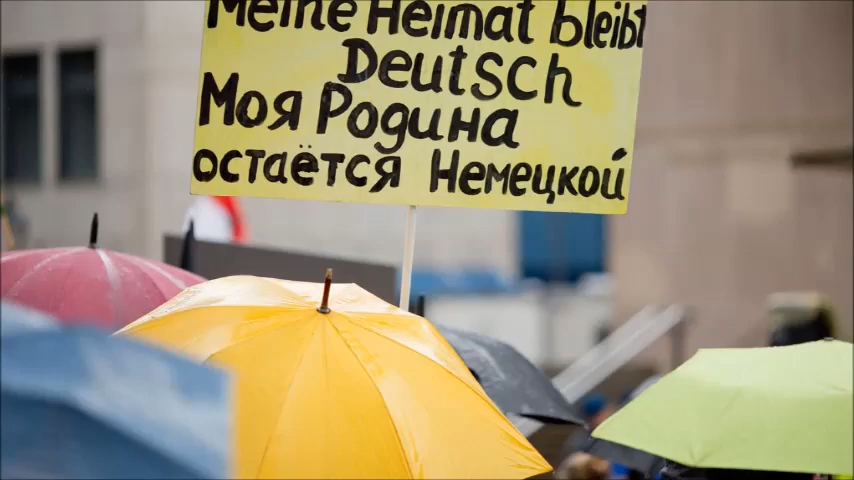 Meine Heimat bleibt
Deutsch
Моя Родина
остаётся Немецкой